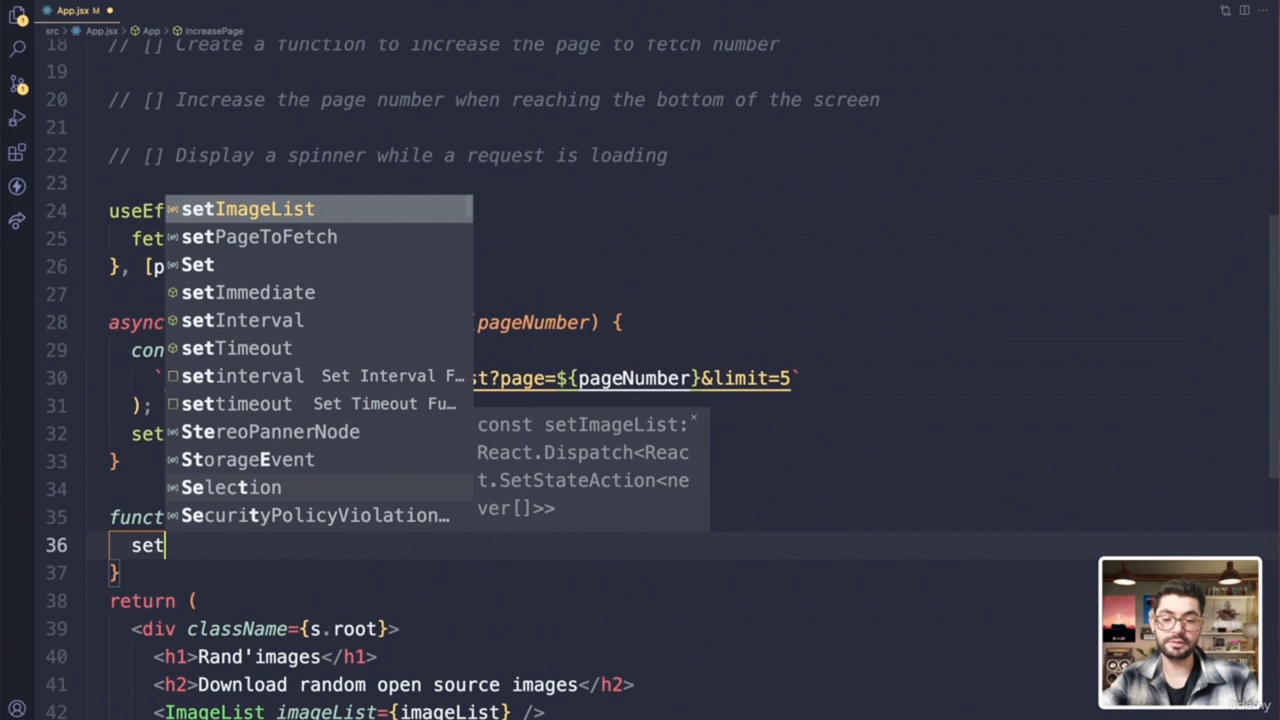 App.jsx M
src > App.jsx > App > increasePage
18 // [] Create a function to increase the page to fetch number
19
20 // [] Increase the page number when reaching the bottom of the screen
21
22 // [] Display a spinner while a request is loading
23
24 useEf
25 fet
26 }, [p
27
28 async (pageNumber) {
29 con
30 ` st?page=${pageNumber}&limit=5`
31 );
32 set
33 }
34
35 funct
36 set
37 }
38 return (
39 <div className={s.root}>
40 <h1>Rand'images</h1>
41 <h2>Download random open source images</h2>
42 <ImageList imageList={imageList} />
setImageList
setPageToFetch
Set
setImmediate
setInterval
setTimeout
setinterval Set Interval F…
settimeout Set Timeout Fu…
StereoPannerNode
StorageEvent
Selection
SecurityPolicyViolation…
const setImageList:
React.Dispatch<Reac
t.SetStateAction<ne
ver[]>>
1
1